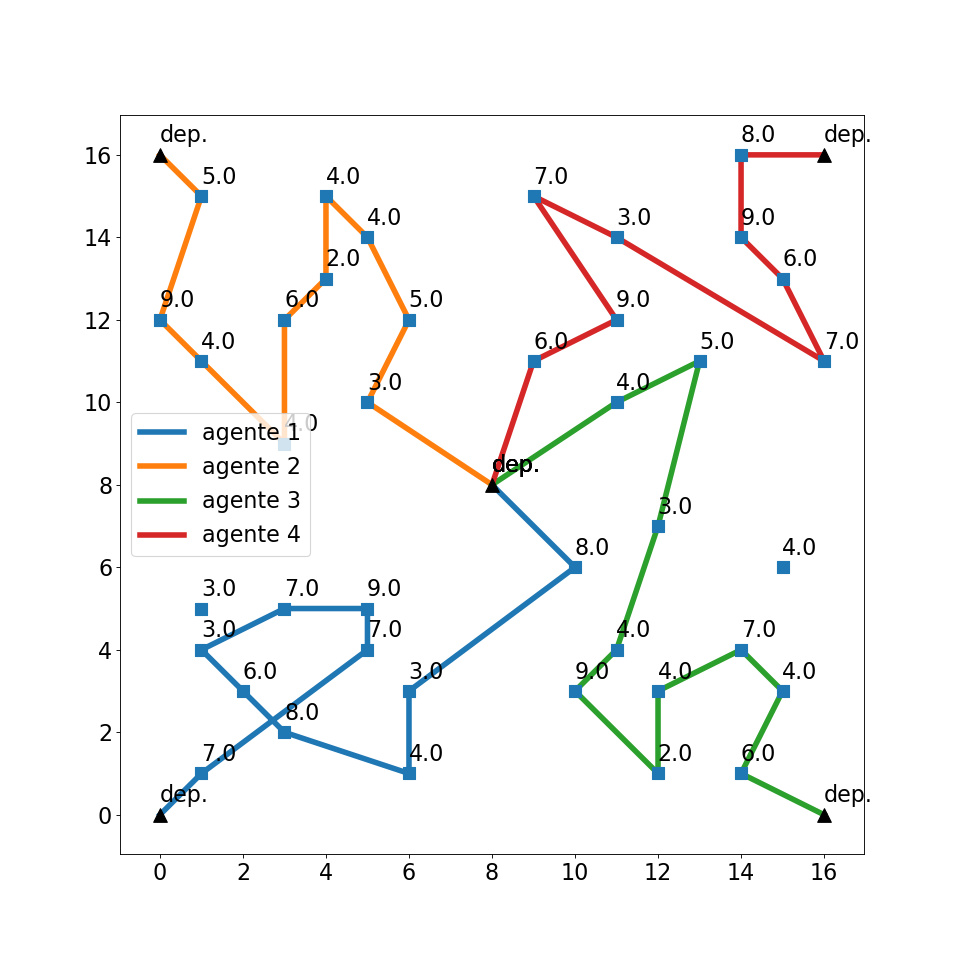 dep. 8.0 dep.
16
5.0 4.0 7.0
4.0 3.0 9.0
14
2.0 6.0
9.0 6.0 5.0 9.0
12
4.0 6.0 5.0 7.0
3.0 4.0
10
4.0
agente 1
agente 2
dep. dep.
8
agente 3
3.0
agente 4
8.0 4.0
6
3.0 7.0 9.0
3.0 7.0 4.0 7.0
4
6.0 3.0 9.0 4.0 4.0
8.0
2
7.0 4.0 2.0 6.0
dep. dep.
0
0 2 4 6 8 10 12 14 16